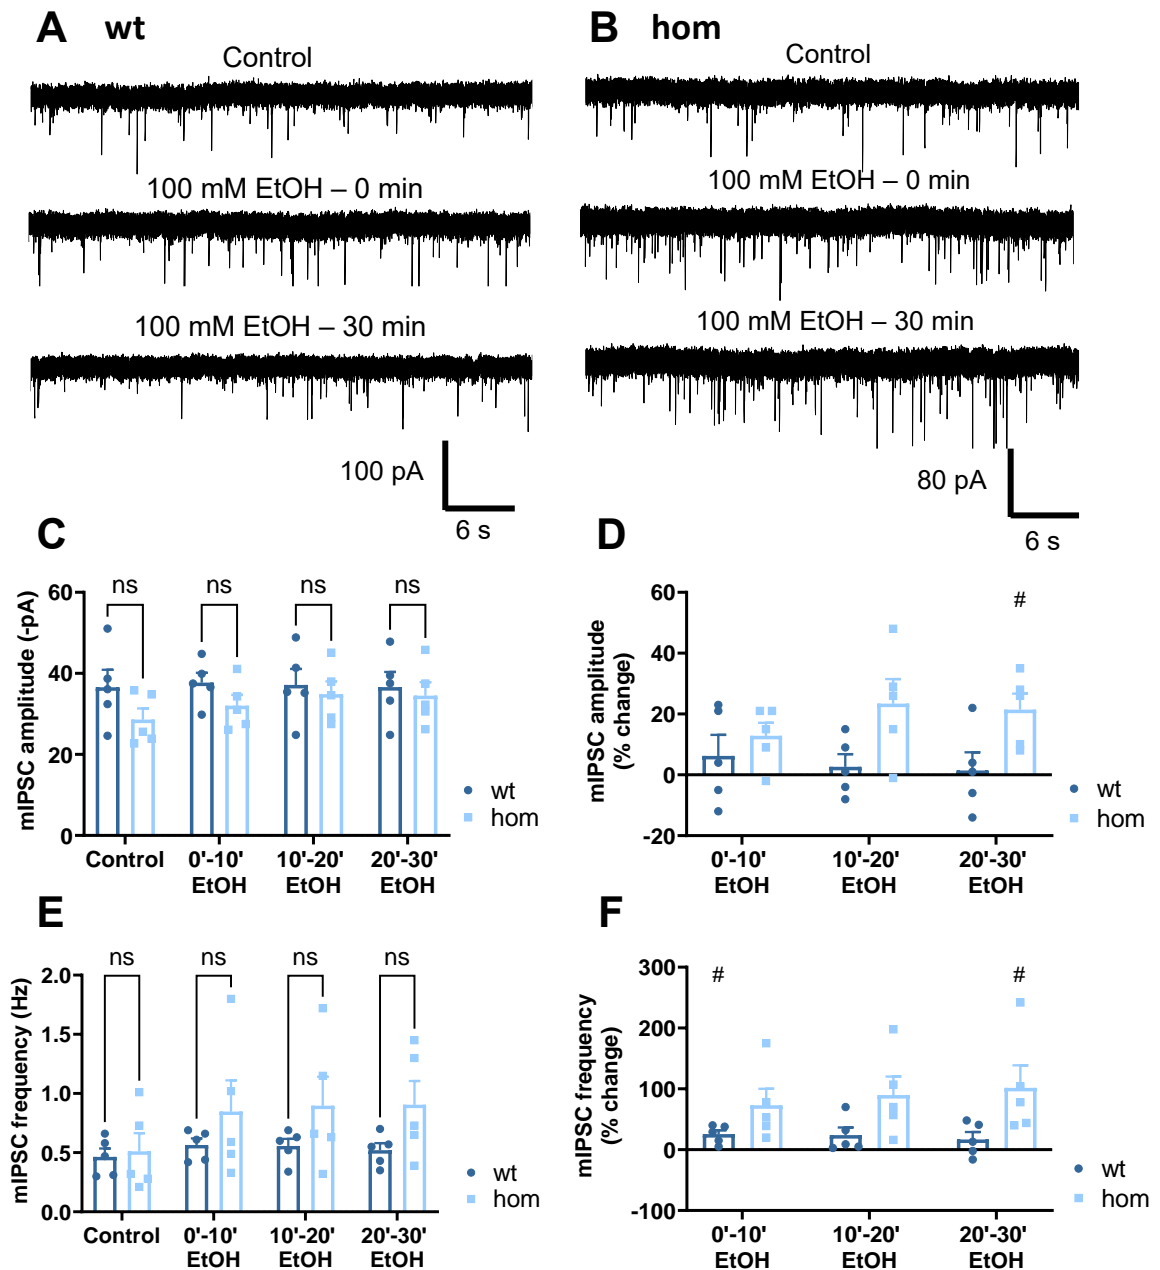 A wt
Control
100 mM EtOH – 0 min
100 mM EtOH – 30 min
100 pA
6 s
B hom
Control
100 mM EtOH – 0 min
100 mM EtOH – 30 min
80 pA
6 s
C
mIPSC amplitude (-pA)
60
40
20
0
ns
ns
ns
ns
Control
0'-10'
EtOH
10'-20'
EtOH
20'-30'
EtOH
wt
hom
D
mIPSC amplitude
(% change)
60
40
20
0
-20
#
0'-10'
EtOH
10'-20'
EtOH
20'-30'
EtOH
wt
hom
E
mIPSC frequency (Hz)
2.0
1.5
1.0
0.5
0.0
ns
ns
ns
ns
Control
0'-10'
EtOH
10'-20'
EtOH
20'-30'
EtOH
wt
hom
F
mIPSC frequency
(% change)
300
200
100
0
-100
#
#
0'-10'
EtOH
10'-20'
EtOH
20'-30'
EtOH
wt
hom